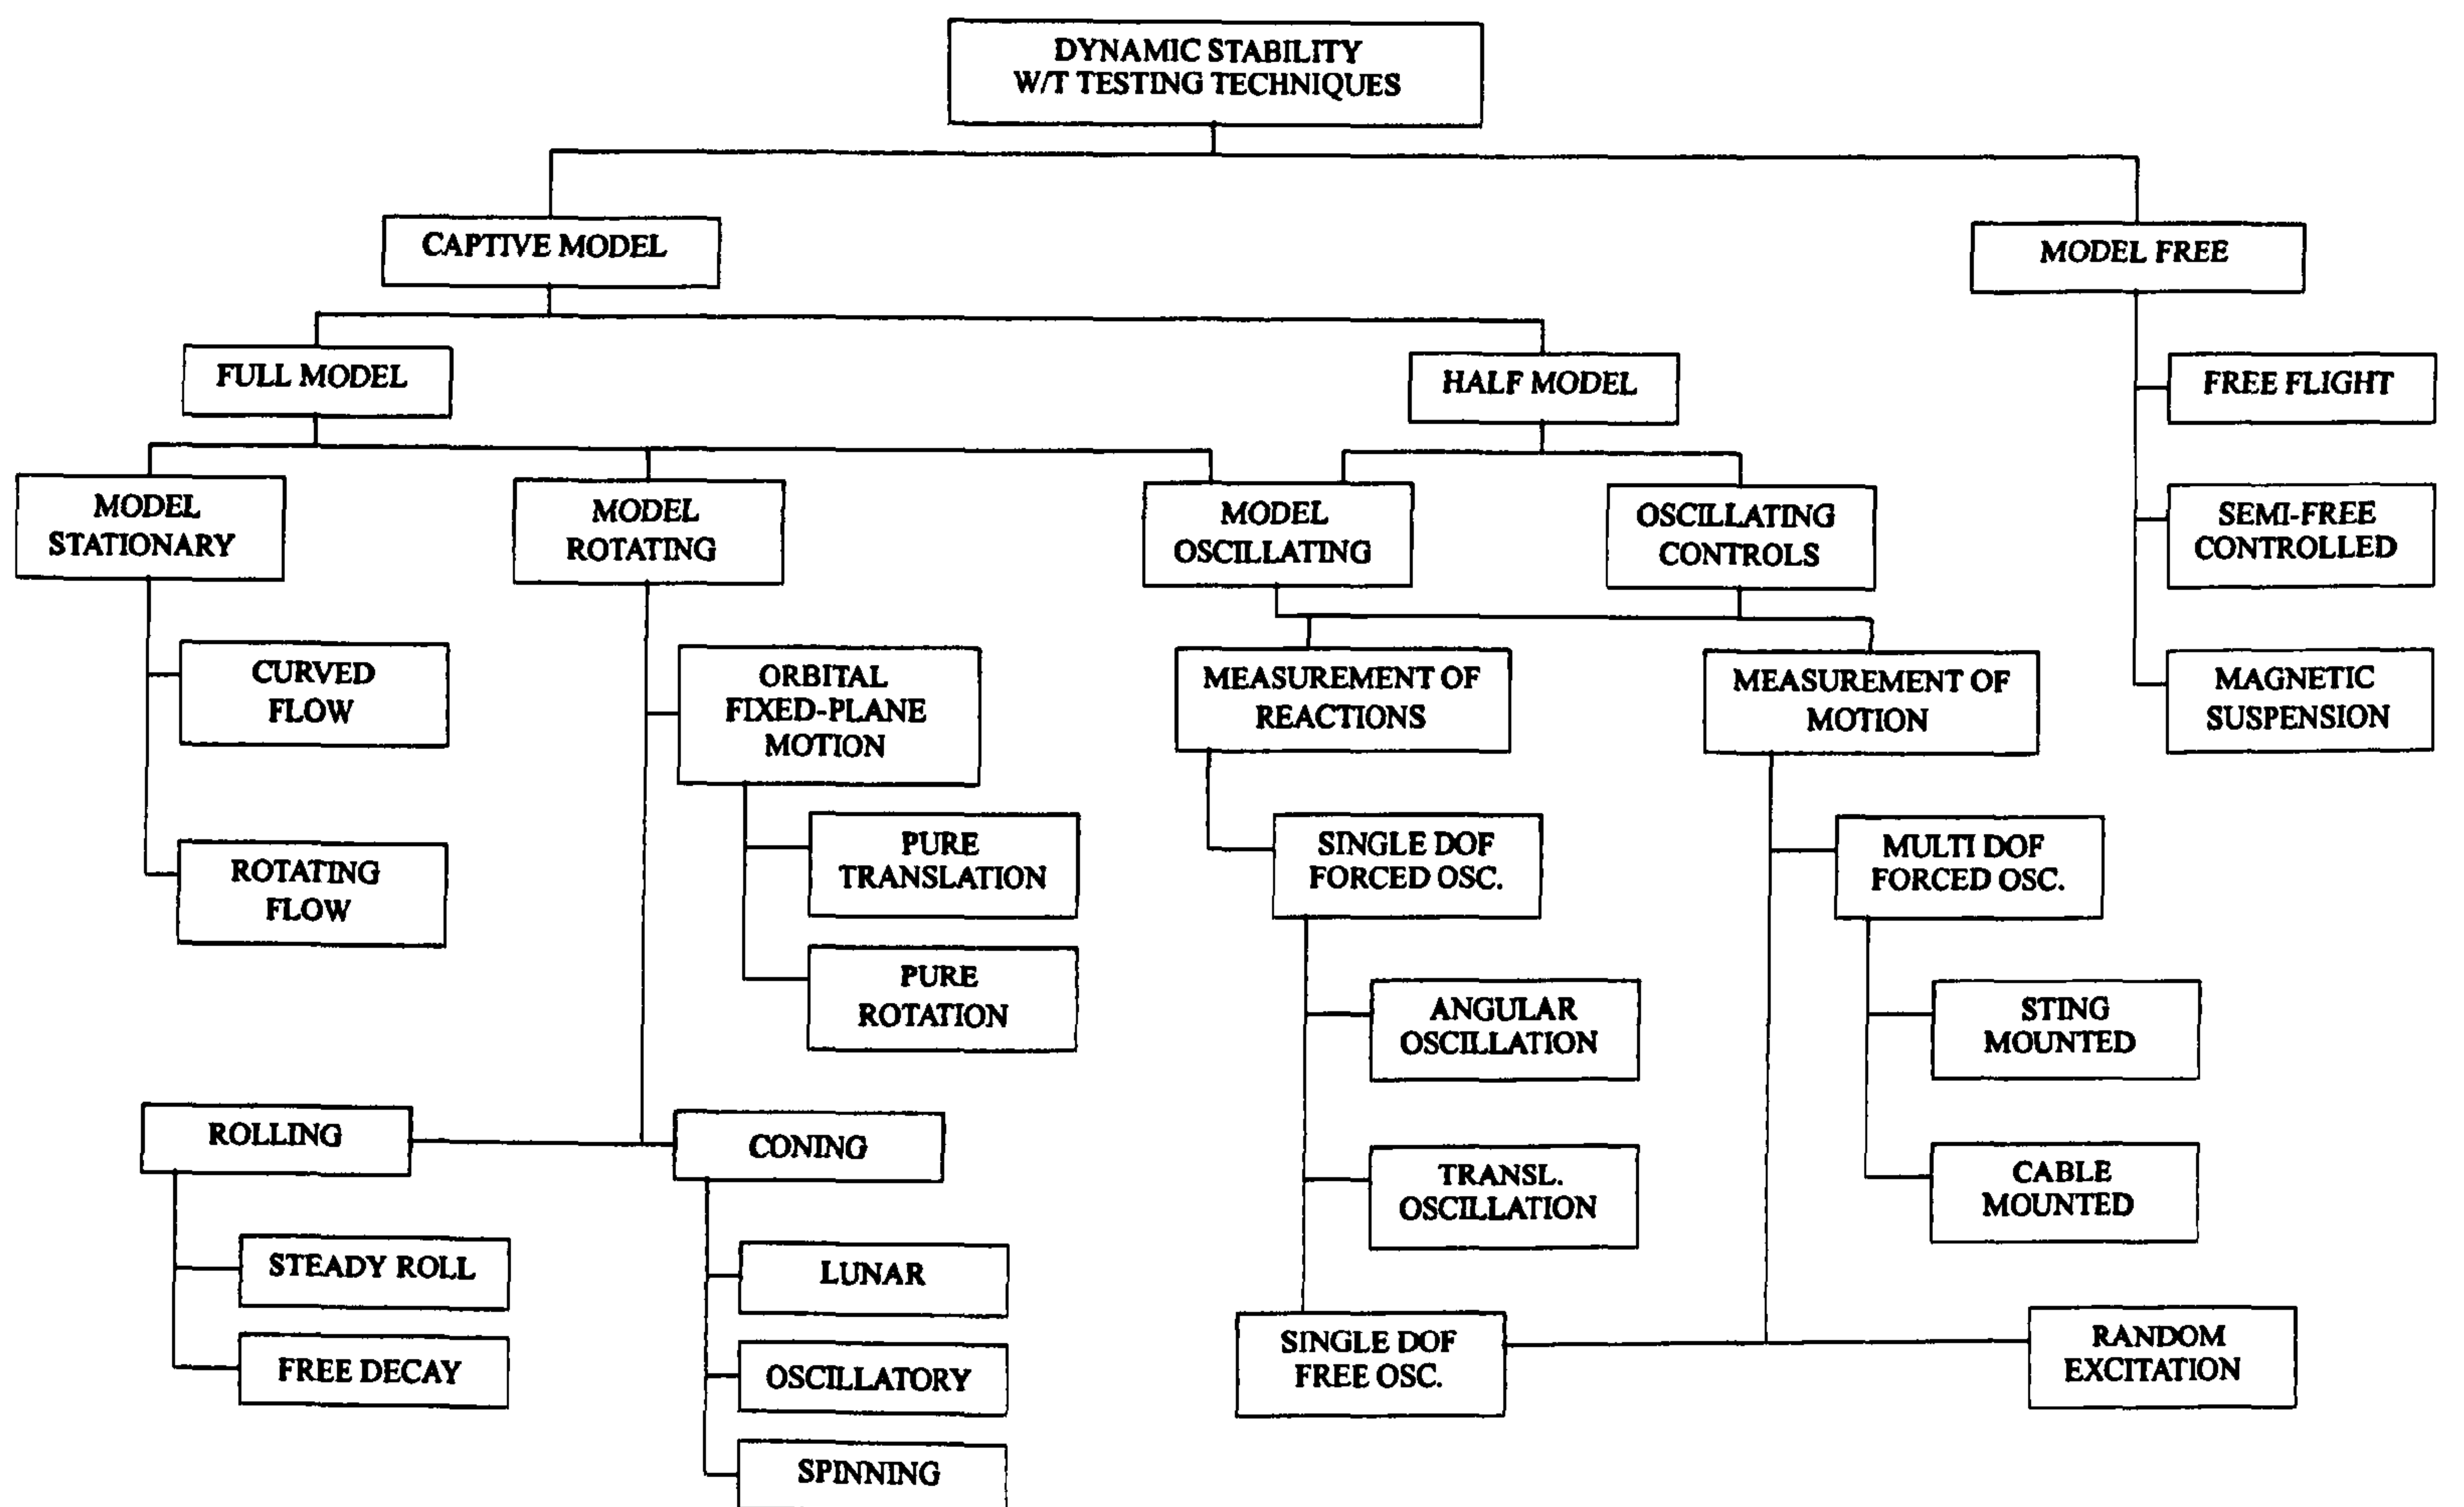 DYNAMIC STABILITY
W/T TESTING TECHNIQUES
CAPTIVE MODEL
MODEL FREE
FULL MODEL
HALF MODEL
FREE FLIGHT
MODEL
STATIONARY
MODEL
ROTATING
MODEL
OSCILLATING
OSCILLATING
CONTROLS
SEMI-FREE
CONTROLLED
CURVED
FLOW
ORBITAL
FIXED-PLANE
MOTION
MEASUREMENT OF
REACTIONS
MEASUREMENT OF
MOTION
MAGNETIC
SUSPENSION
ROTATING
FLOW
PURE
TRANSLATION
SINGLE DOF
FORCED OSC.
MULTI DOF
FORCED OSC.
PURE
ROTATION
ANGULAR
OSCILLATION
STING
MOUNTED
ROLLING
CONING
TRANSL.
OSCILLATION
CABLE
MOUNTED
STEADY ROLL
LUNAR
FREE DECAY
OSCILLATORY
SINGLE DOF
FREE OSC.
RANDOM
EXCITATION
SPINNING